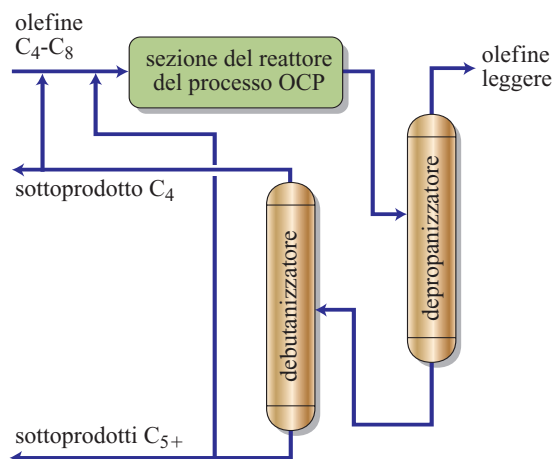 olefine
C₄-C₈
sezione del reattore
del processo OCP
olefine
leggere
sottoprodotto C₄
debutanizzatore
depropanizzatore
sottoprodotti C₅₊